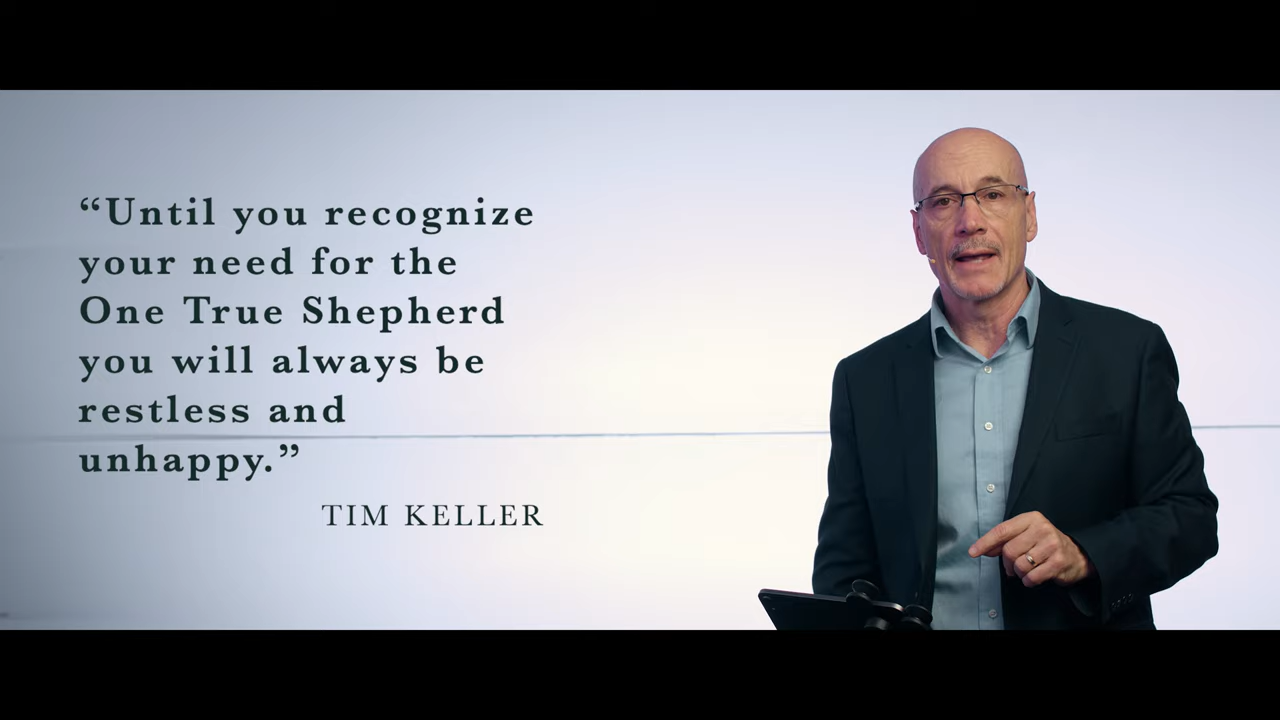 “Until you recognize
your need for the
One True Shepherd
you will always be
restless and
unhappy.”
TIM KELLER